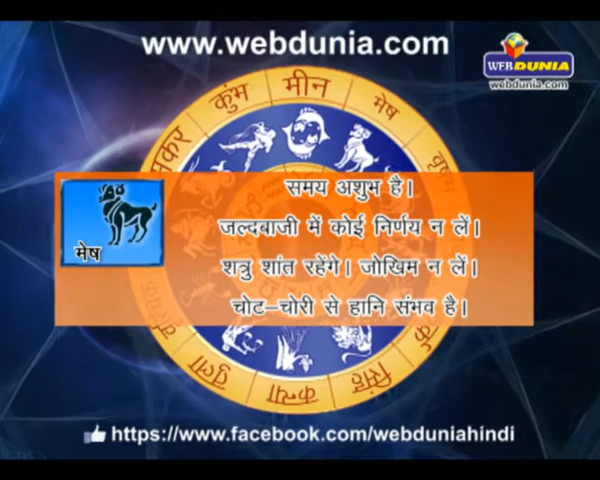 www.webdunia.com
WEBDUNIA
webdunia.com
मीन
कुंभ
मेष
मकर
वृषभ
समय अशुभ है।
जल्दबाजी में कोई निर्णय न लें।
शत्रु शांत रहेंगे। जोखिम न लें।
चोट-चोरी से हानि संभव है।
मेष
तुला
कन्या
सिंह
https://www.facebook.com/webduniahindi